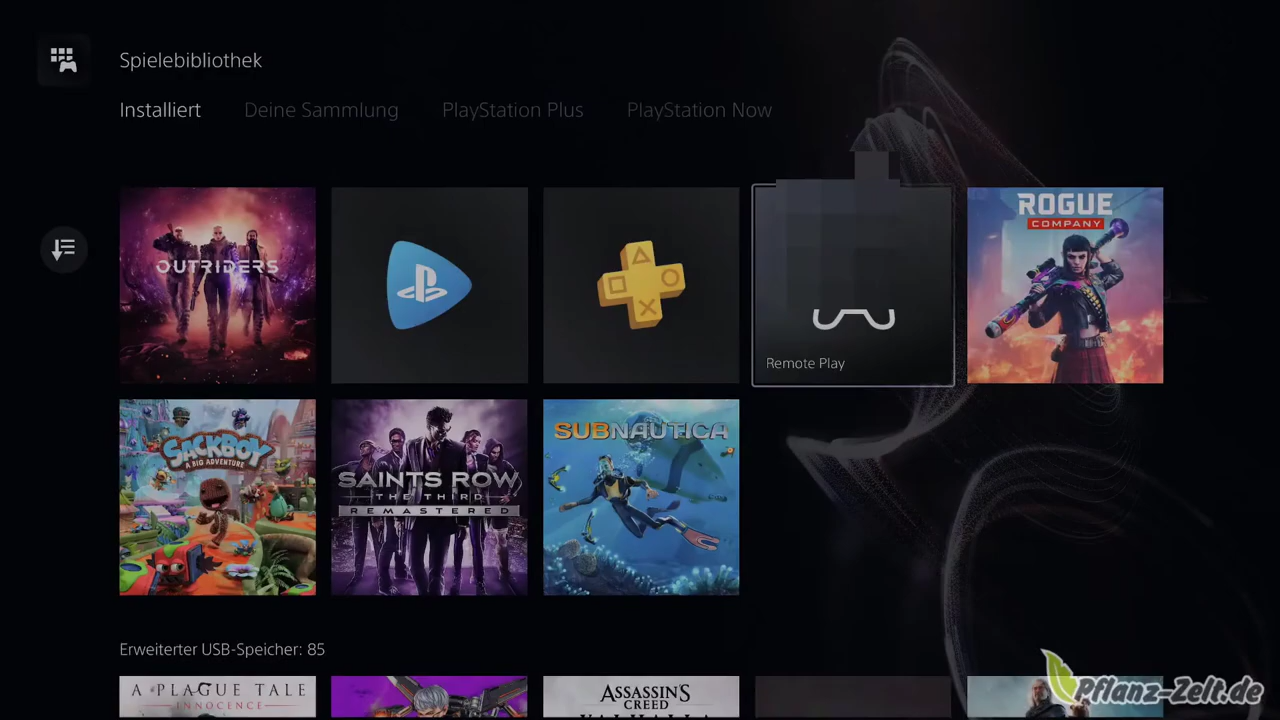 Spielebibliothek
Installiert
Deine Sammlung
PlayStation Plus
PlayStation Now
OUTRIDERS
Remote Play
ROGUE
COMPANY
SACKBOY
A BIG ADVENTURE
SAINTS ROW
THE THIRD
REMASTERED
SUBNAUTICA
Erweiterter USB-Speicher: 85
A PLAGUE TALE
INNOCENCE
ASSASSIN'S
CREED
VALHALLA
Pflanz-Zelt.de